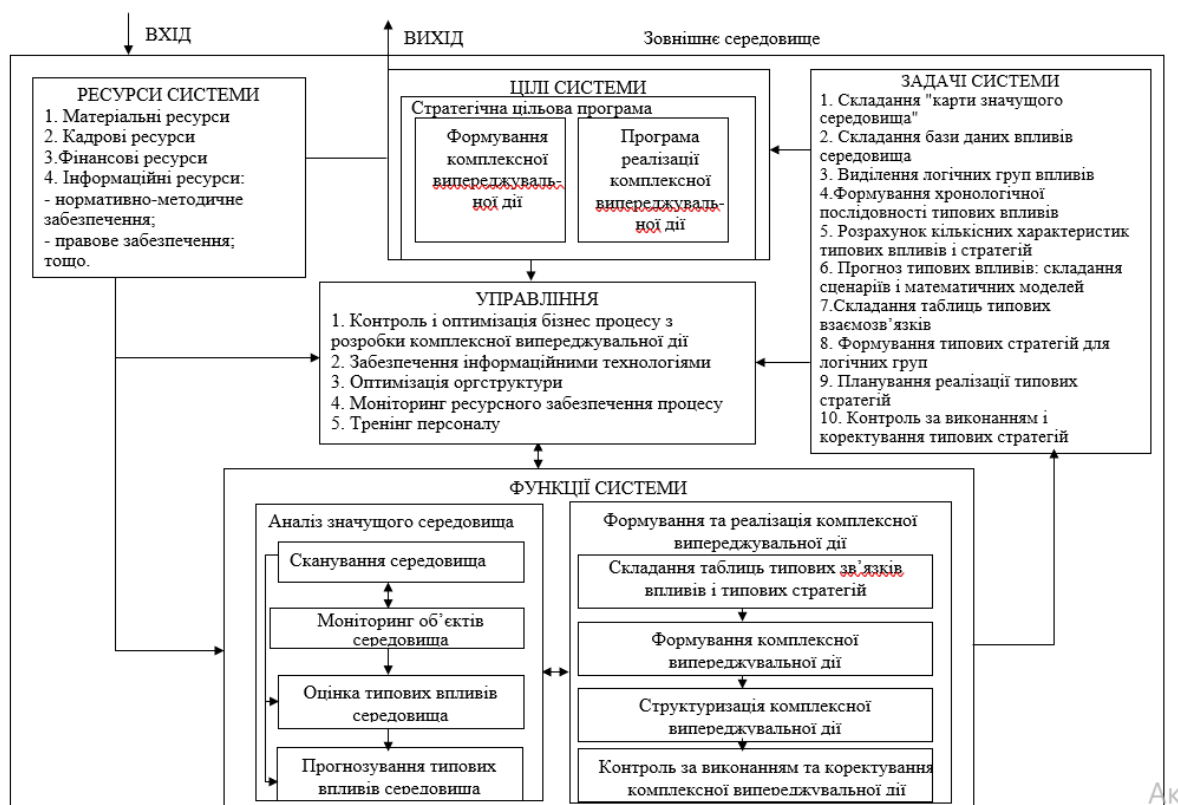 ВХІД
ВИХІД
Зовнішнє середовище
РЕСУРСИ СИСТЕМИ
1. Матеріальні ресурси
2. Кадрові ресурси
3.Фінансові ресурси
4. Інформаційні ресурси:
- нормативно-методичне
забезпечення;
- правове забезпечення;
тощо.
ЦІЛІ СИСТЕМИ
Стратегічна цільова програма
Формування
комплексної
випереджуваль-
ної дії
Програма
реалізації
комплексної
випереджуваль-
ної дії
ЗАДАЧІ СИСТЕМИ
1. Складання "карти значущого
середовища"
2. Складання бази даних впливів
середовища
3. Виділення логічних груп впливів
4.Формування хронологічної
послідовності типових впливів
5. Розрахунок кількісних характеристик
типових впливів і стратегій
6. Прогноз типових впливів: складання
сценаріїв і математичних моделей
7.Складання таблиць типових
взаємозв’язків
8. Формування типових стратегій для
логічних груп
9. Планування реалізації типових
стратегій
10. Контроль за виконанням і
коректування типових стратегій
УПРАВЛІННЯ
1. Контроль і оптимізація бізнес процесу з
розробки комплексної випереджувальної дії
2. Забезпечення інформаційними технологіями
3. Оптимізація оргструктури
4. Моніторинг ресурсного забезпечення процесу
5. Тренінг персоналу
ФУНКЦІЇ СИСТЕМИ
Аналіз значущого середовища
Сканування середовища
Моніторинг об’єктів
середовища
Оцінка типових впливів
середовища
Прогнозування типових
впливів середовища
Формування та реалізація комплексної
випереджувальної дії
Складання таблиць типових зв’язків
впливів і типових стратегій
Формування комплексної
випереджувальної дії
Структуризація комплексної
випереджувальної дії
Контроль за виконанням та коректування
комплексної випереджувальної дії
Ак